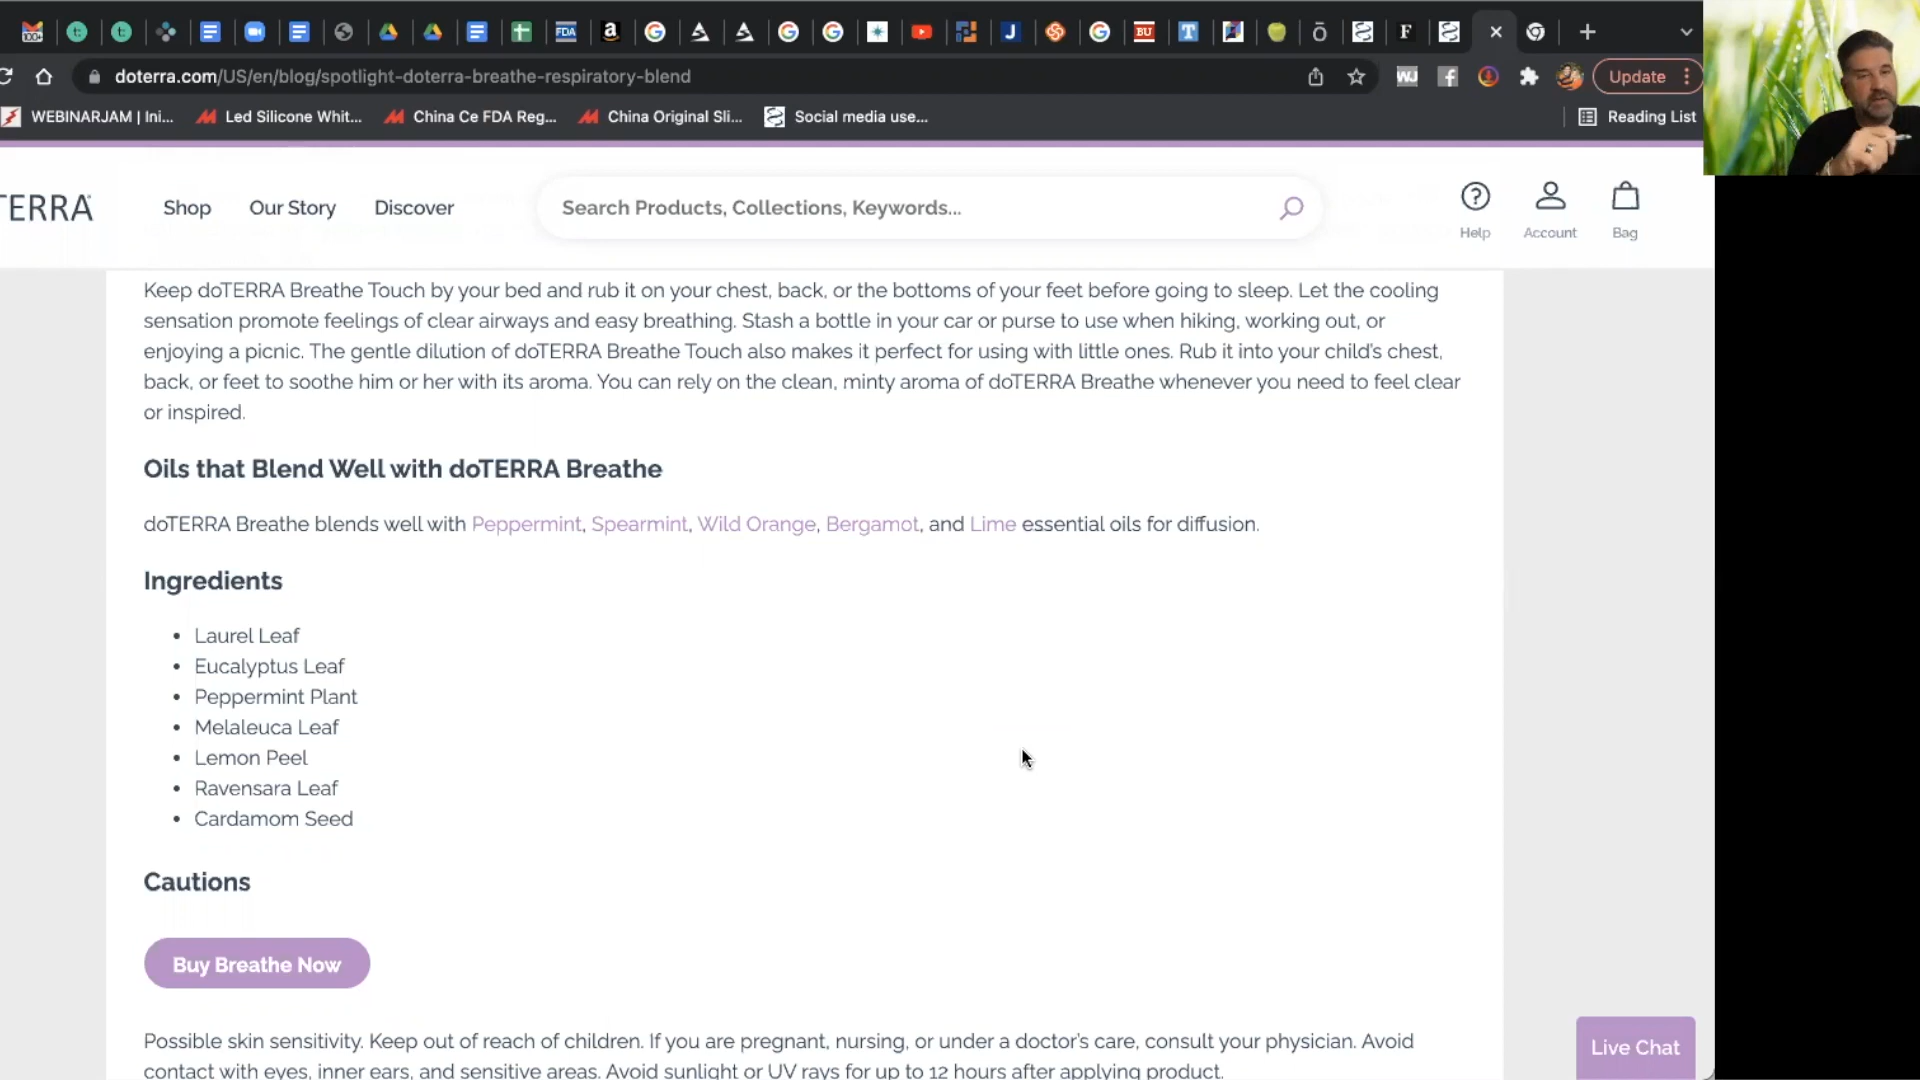 100+
FDA
a
G
J
BU
T
F
doterra.com/US/en/blog/spotlight-doterra-breathe-respiratory-blend
WJ
Update
WEBINARJAM | Ini...
Led Silicone Whit...
China Ce FDA Reg...
China Original Sli...
Social media use...
Reading List
TERRA
Shop
Our Story
Discover
Search Products, Collections, Keywords...
Help
Account
Bag
Keep doTERRA Breathe Touch by your bed and rub it on your chest, back, or the bottoms of your feet before going to sleep. Let the cooling
sensation promote feelings of clear airways and easy breathing. Stash a bottle in your car or purse to use when hiking, working out, or
enjoying a picnic. The gentle dilution of doTERRA Breathe Touch also makes it perfect for using with little ones. Rub it into your child's chest,
back, or feet to soothe him or her with its aroma. You can rely on the clean, minty aroma of doTERRA Breathe whenever you need to feel clear
or inspired.
Oils that Blend Well with doTERRA Breathe
doTERRA Breathe blends well with Peppermint, Spearmint, Wild Orange, Bergamot, and Lime essential oils for diffusion.
Ingredients
• Laurel Leaf
• Eucalyptus Leaf
• Peppermint Plant
• Melaleuca Leaf
• Lemon Peel
• Ravensara Leaf
• Cardamom Seed
Cautions
Buy Breathe Now
Possible skin sensitivity. Keep out of reach of children. If you are pregnant, nursing, or under a doctor's care, consult your physician. Avoid
contact with eyes, inner ears, and sensitive areas. Avoid sunlight or UV rays for up to 12 hours after applying product.
Live Chat